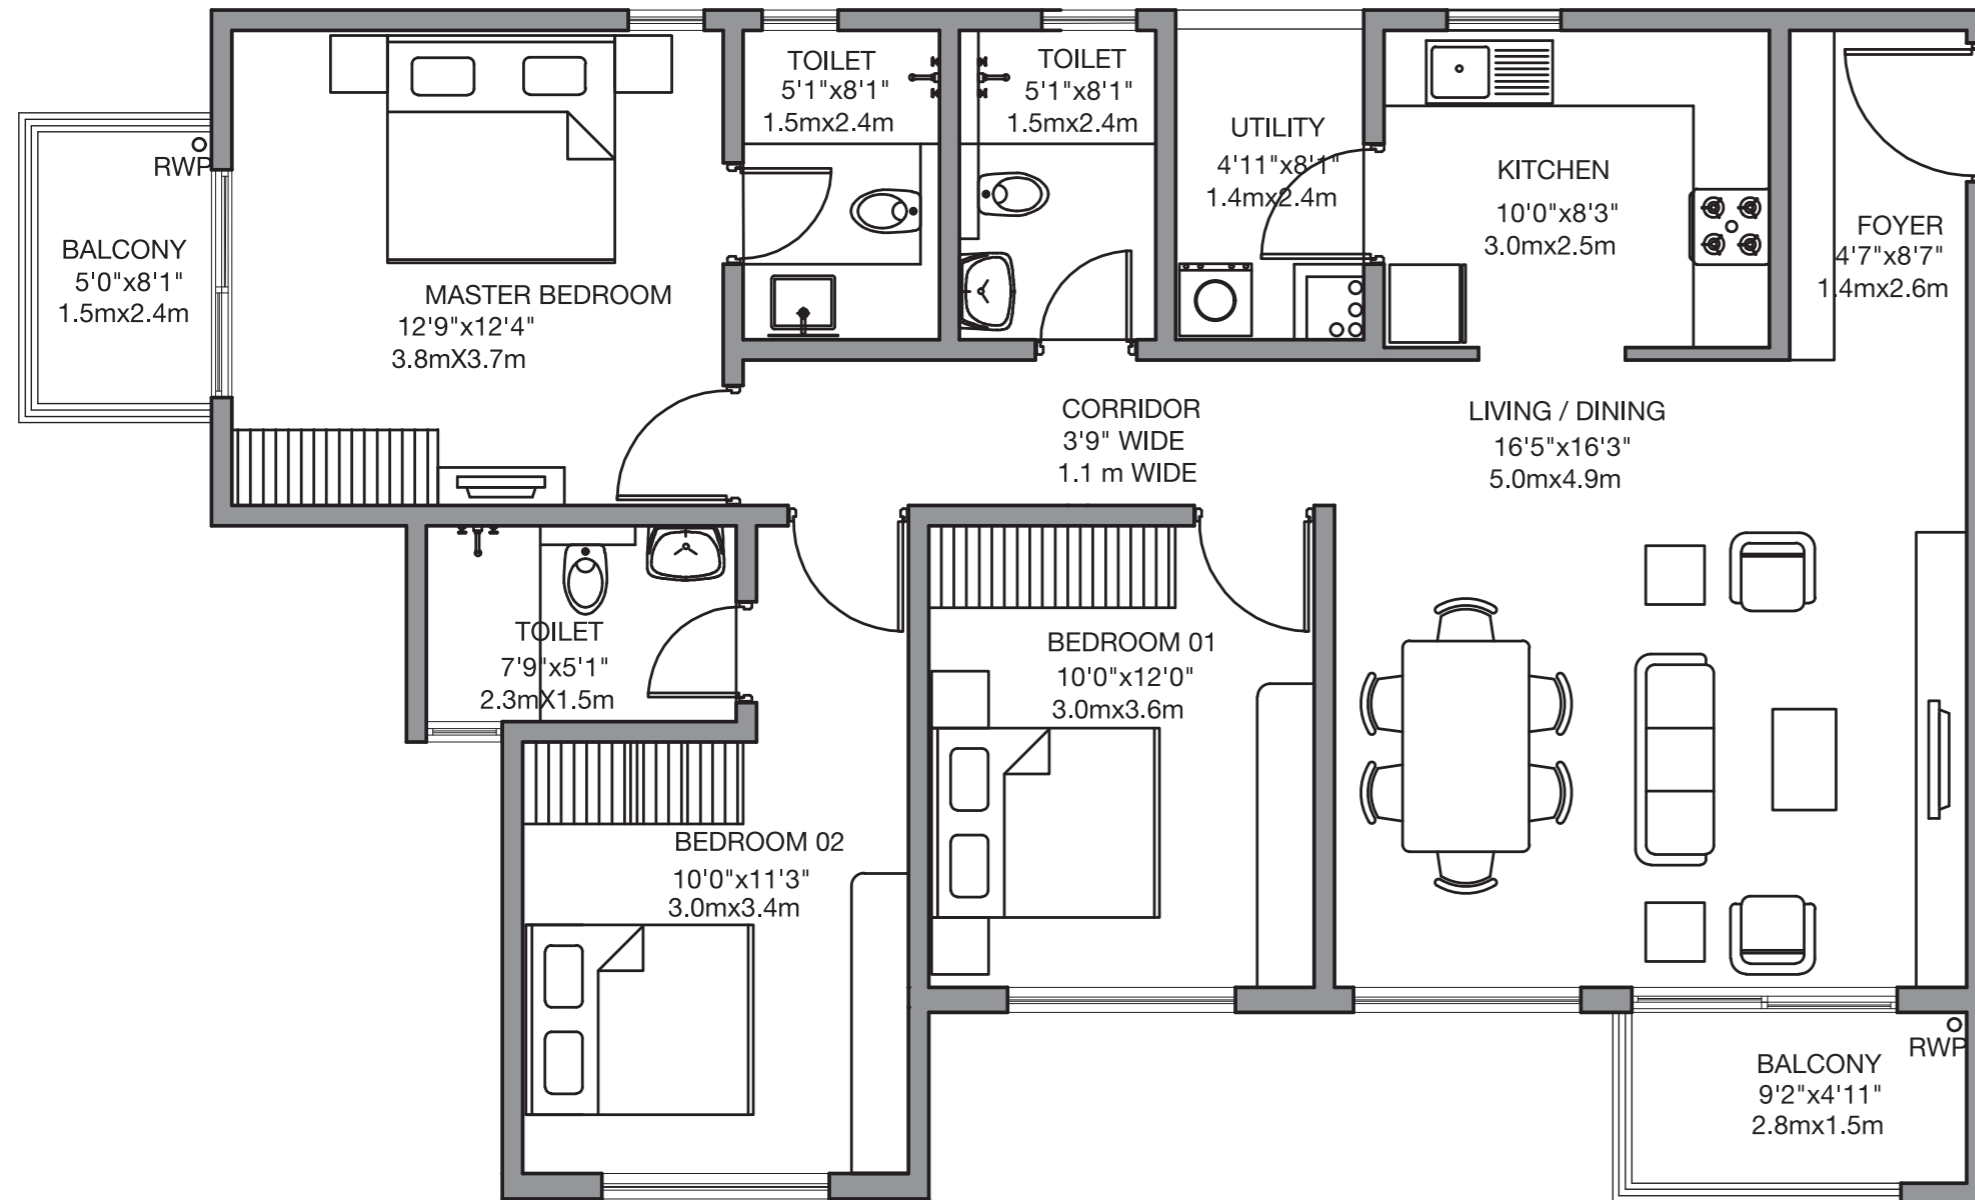 TOILET
5'1"x8'1"
1.5mx2.4m
TOILET
5'1"x8'1"
1.5mx2.4m
UTILITY
4'11"x8'1"
1.4mx2.4m
KITCHEN
10'0"x8'3"
3.0mx2.5m
FOYER
4'7"x8'7"
1.4mx2.6m
RWP
BALCONY
5'0"x8'1"
1.5mx2.4m
MASTER BEDROOM
12'9"x12'4"
3.8mX3.7m
CORRIDOR
3'9" WIDE
1.1 m WIDE
LIVING / DINING
16'5"x16'3"
5.0mx4.9m
TOILET
7'9"x5'1"
2.3mX1.5m
BEDROOM 01
10'0"x12'0"
3.0mx3.6m
BEDROOM 02
10'0"x11'3"
3.0mx3.4m
RWP
BALCONY
9'2"x4'11"
2.8mx1.5m